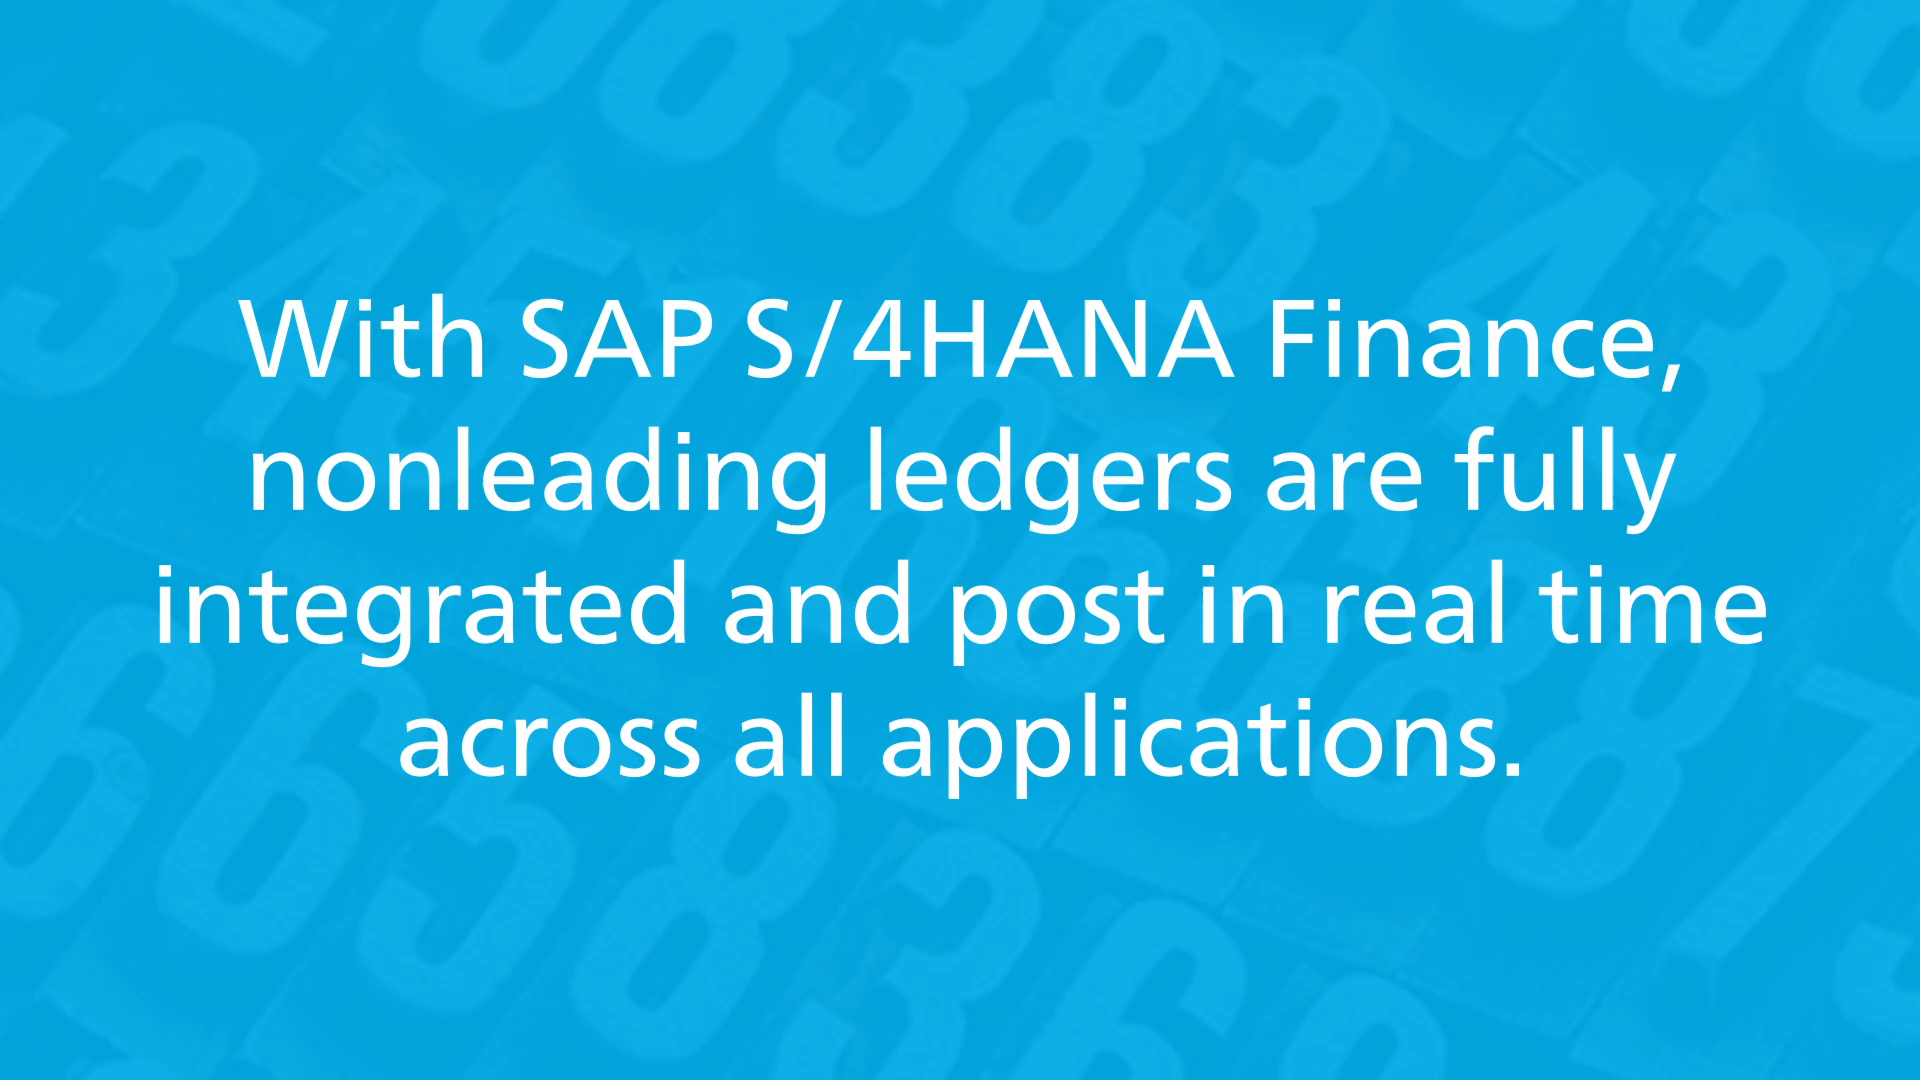 With SAP S/4HANA Finance,
nonleading ledgers are fully
integrated and post in real time
across all applications.